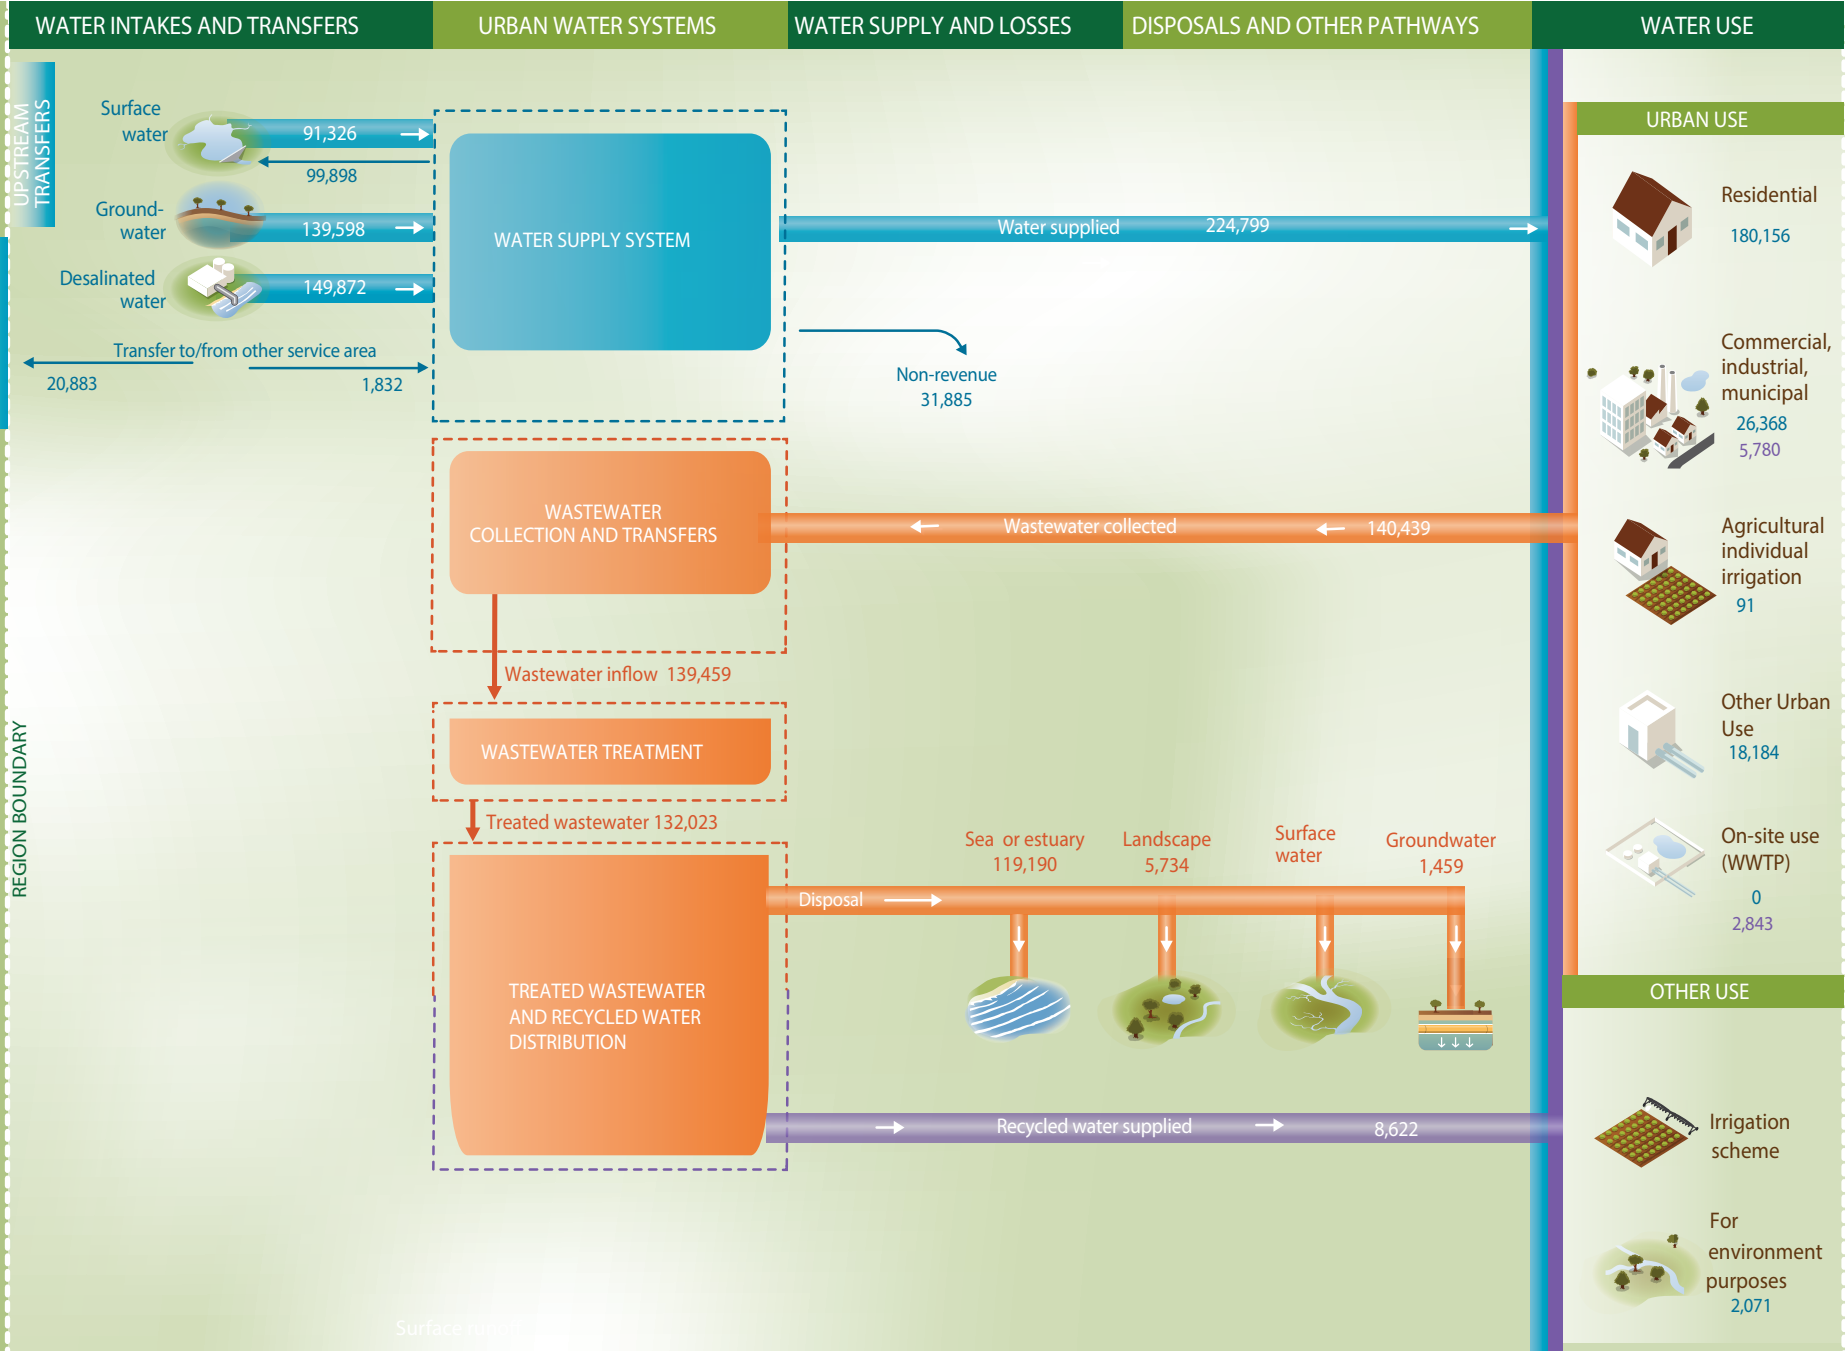 WATER INTAKES AND TRANSFERS
URBAN WATER SYSTEMS
WATER SUPPLY AND LOSSES
DISPOSALS AND OTHER PATHWAYS
WATER USE
UPSTREAM
TRANSFERS
Surface
water
91,326
99,898
Ground-
water
139,598
Desalinated
water
149,872
Transfer to/from other service area
20,883
1,832
WATER SUPPLY SYSTEM
Water supplied
224,799
Non-revenue
31,885
WASTEWATER
COLLECTION AND TRANSFERS
Wastewater collected
140,439
Wastewater inflow 139,459
WASTEWATER TREATMENT
Treated wastewater 132,023
REGION BOUNDARY
TREATED WASTEWATER
AND RECYCLED WATER
DISTRIBUTION
Disposal
Sea or estuary
119,190
Landscape
5,734
Surface
water
Groundwater
1,459
Recycled water supplied
8,622
URBAN USE
Residential
180,156
Commercial,
industrial,
municipal
26,368
5,780
Agricultural
individual
irrigation
91
Other Urban
Use
18,184
On-site use
(WWTP)
0
2,843
OTHER USE
Irrigation
scheme
For
environment
purposes
2,071
Surface